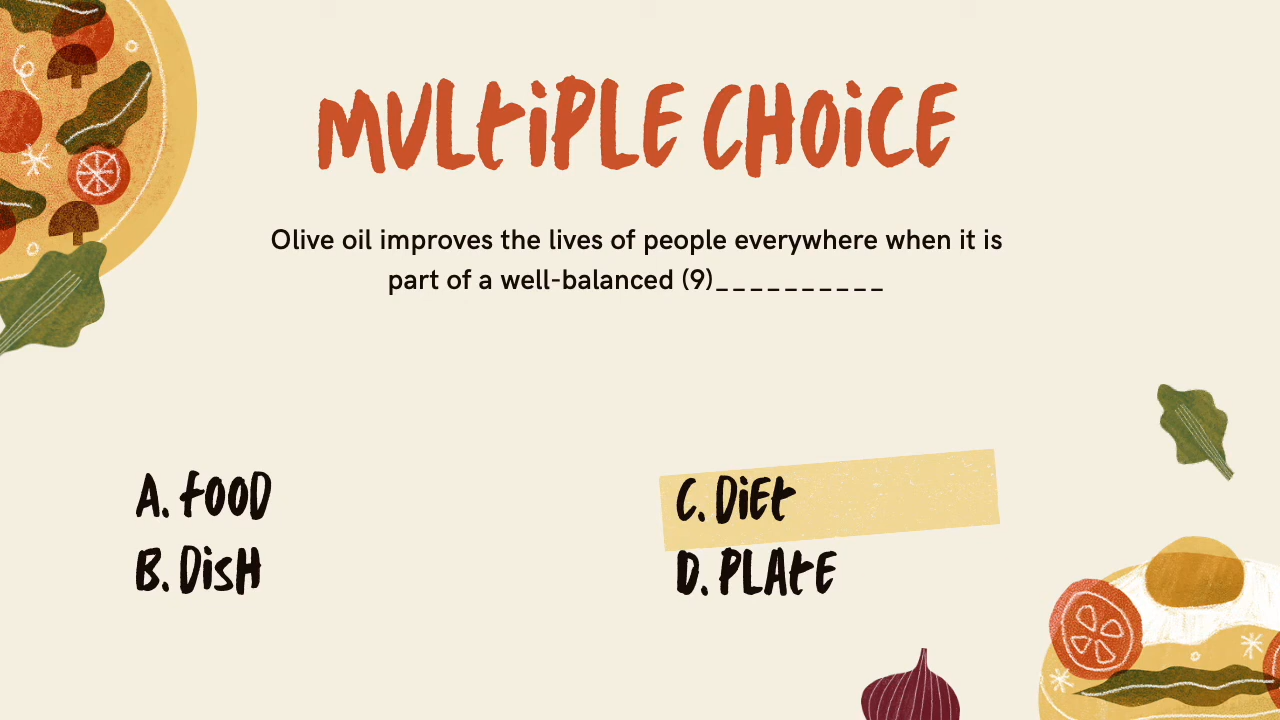 MULTIPLE CHOICE
Olive oil improves the lives of people everywhere when it is
part of a well-balanced (9)__________
A. FOOD
B. DISH
C. DIET
D. PLATE